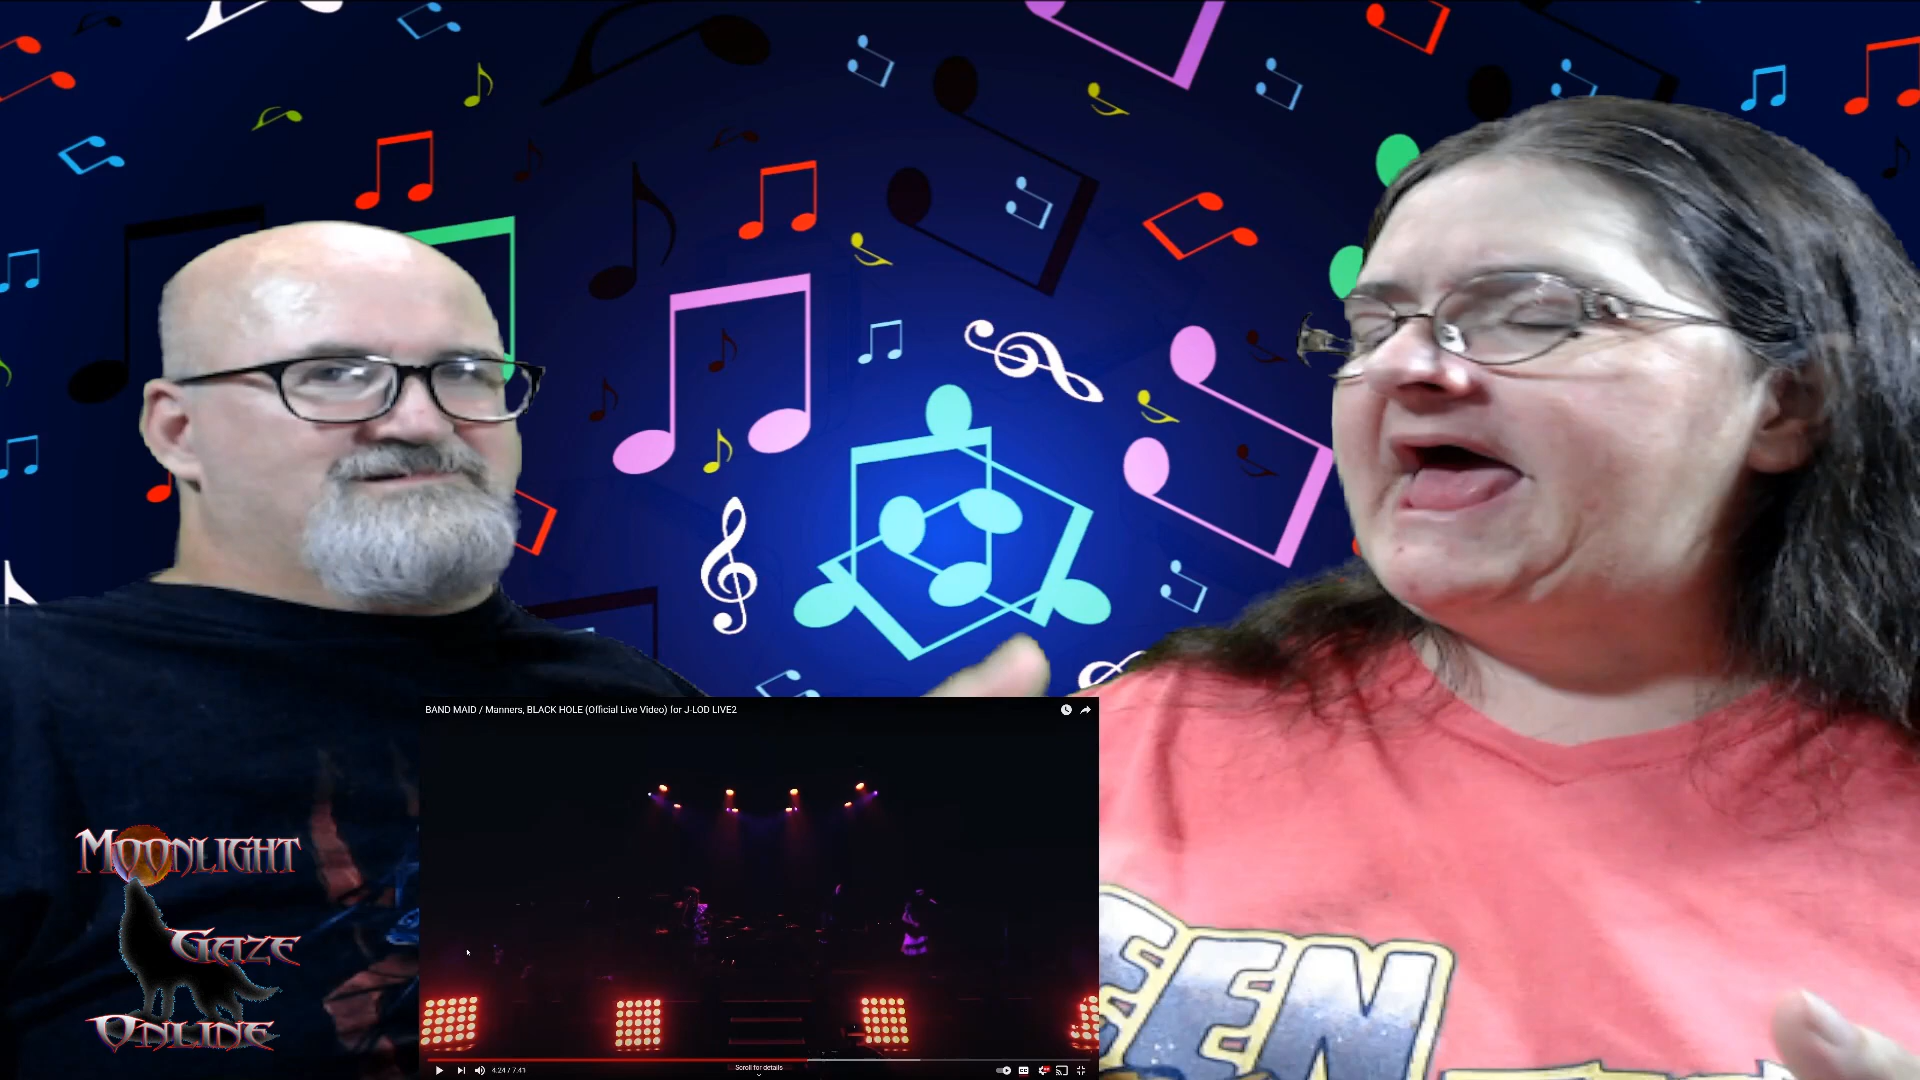 BAND MAID / Manners, BLACK HOLE (Official Live Video) for J-LOD LIVE2
MOONLIGHT
GAZE
ONLINE
EEN
4:24 / 7:41
Scroll for details